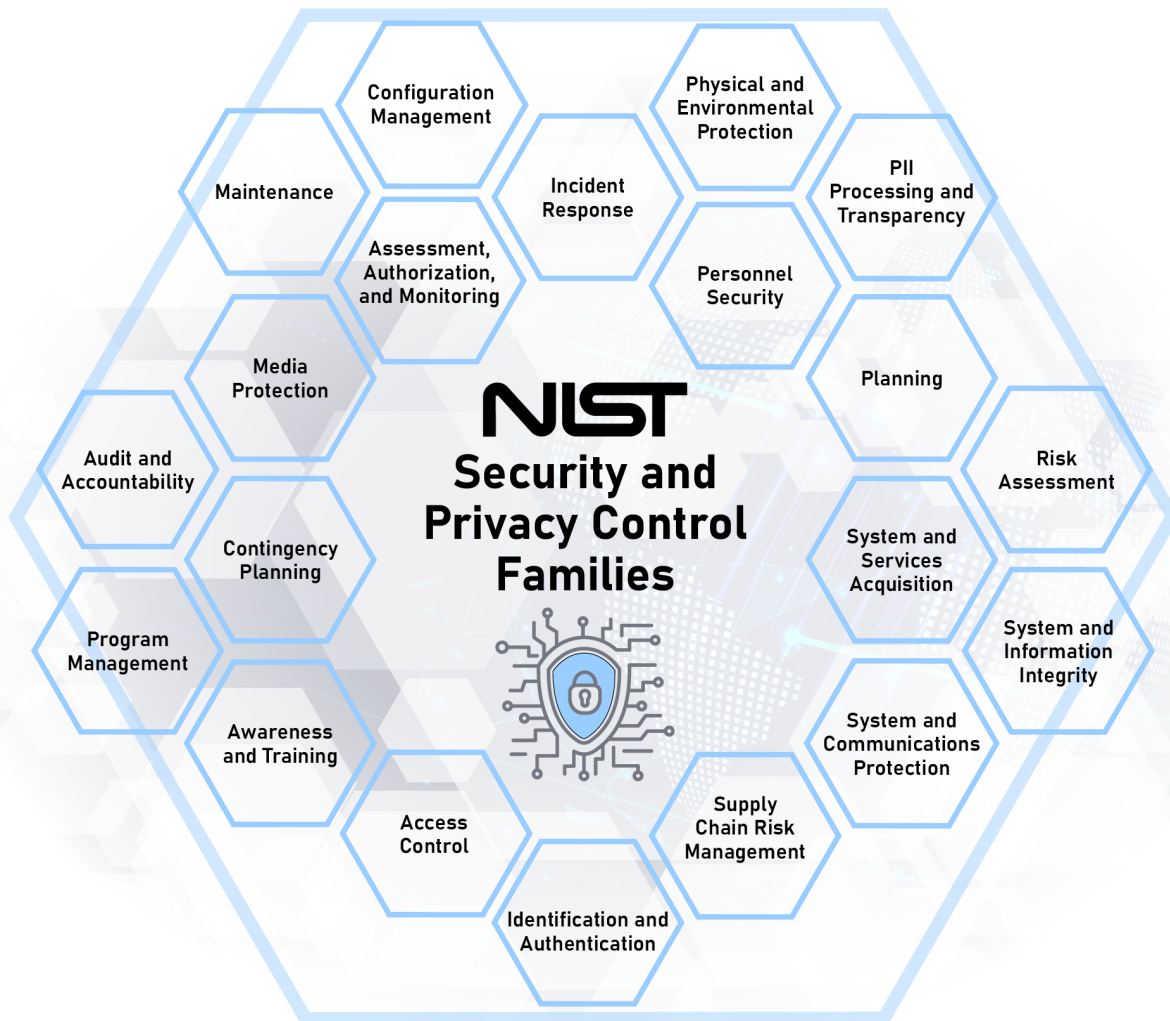 Configuration
Management
Physical and
Environmental
Protection
Maintenance
Incident
Response
PII
Processing and
Transparency
Assessment,
Authorization,
and Monitoring
Personnel
Security
Media
Protection
Planning
NIST
Security and
Privacy Control
Families
Audit and
Accountability
Risk
Assessment
Contingency
Planning
System and
Services
Acquisition
Program
Management
System and
Information
Integrity
Awareness
and Training
System and
Communications
Protection
Access
Control
Supply
Chain Risk
Management
Identification and
Authentication